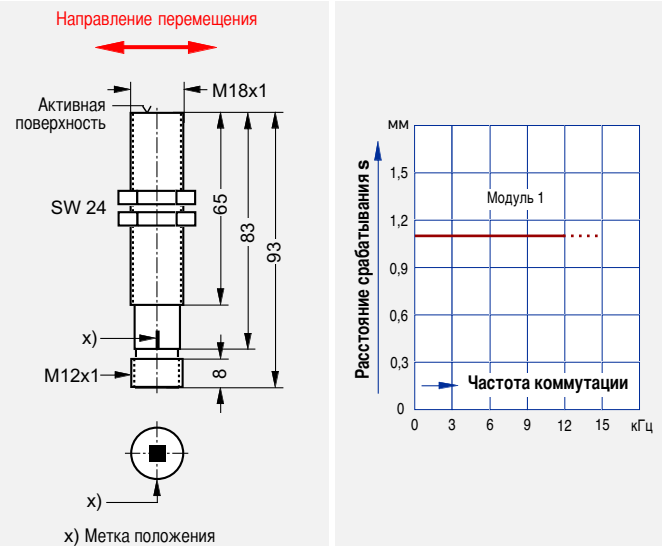 Направление перемещения
M18x1
Активная
поверхность
SW 24
65
83
93
x)
M12x1
8
x)
x) Метка положения
мм
Расстояние срабатывания s
1,5
1,2
0,9
0,6
0,3
0
Модуль 1
Частота коммутации
0 3 6 9 12 15 кГц